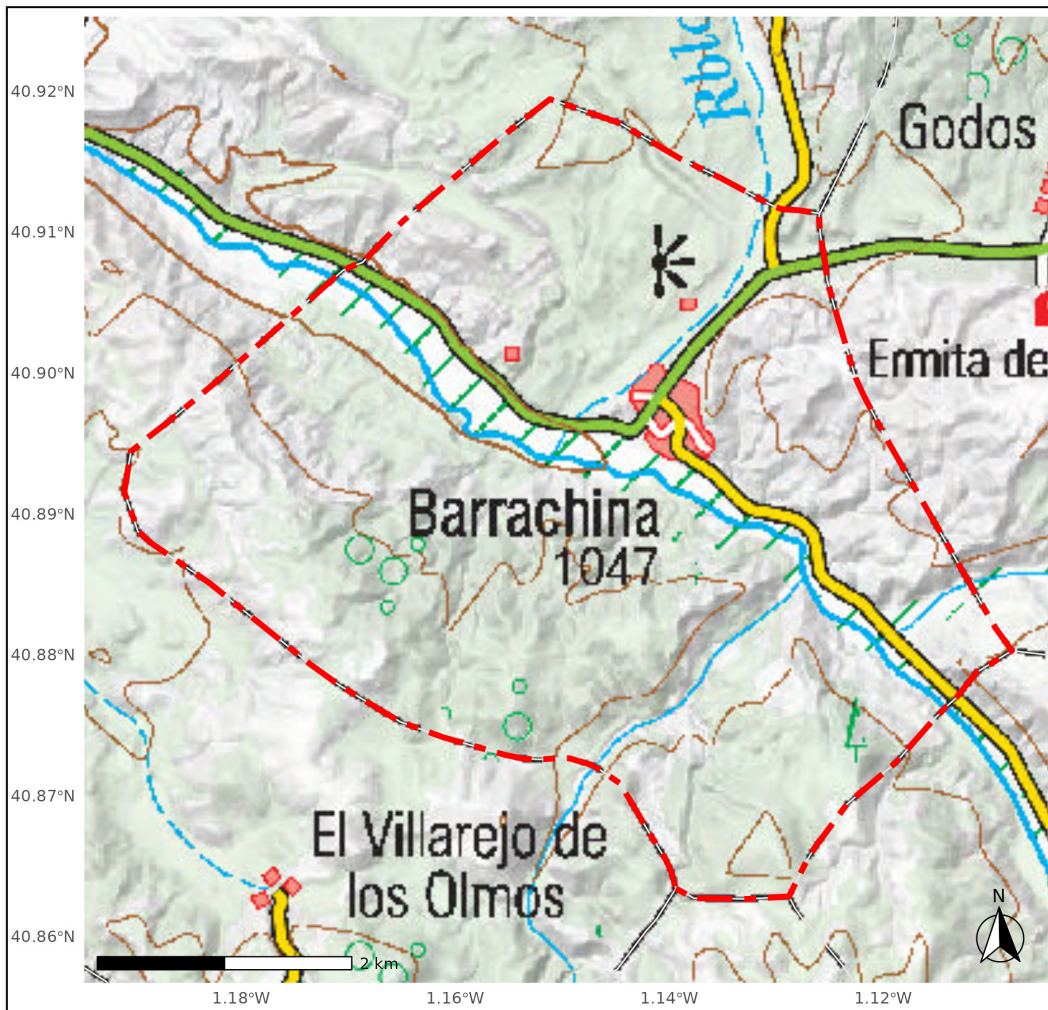 40.92°N
Rbla
Godos
40.91°N
40.90°N
Ermita de
40.89°N
Barrachina
1047
40.88°N
40.87°N
El Villarejo de
los Olmos
40.86°N
N
2 km
1.18°W
1.16°W
1.14°W
1.12°W